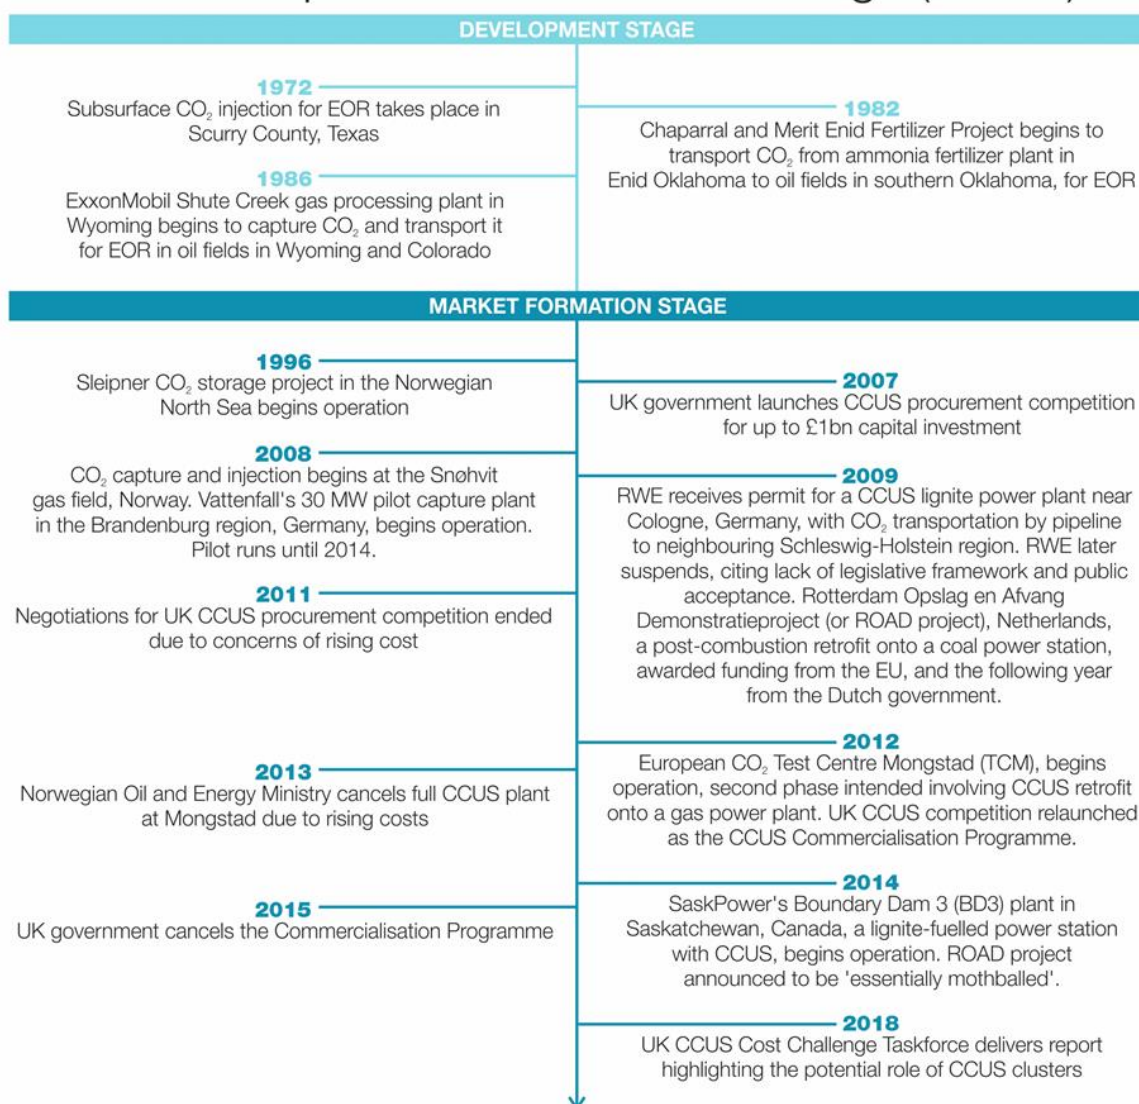 DEVELOPMENT STAGE
1972
Subsurface CO₂ injection for EOR takes place in
Scurry County, Texas
1982
Chaparral and Merit Enid Fertilizer Project begins to
transport CO₂ from ammonia fertilizer plant in
Enid Oklahoma to oil fields in southern Oklahoma, for EOR
1986
ExxonMobil Shute Creek gas processing plant in
Wyoming begins to capture CO₂ and transport it
for EOR in oil fields in Wyoming and Colorado
MARKET FORMATION STAGE
1996
Sleipner CO₂ storage project in the Norwegian
North Sea begins operation
2007
UK government launches CCUS procurement competition
for up to £1bn capital investment
2008
CO₂ capture and injection begins at the Snøhvit
gas field, Norway. Vattenfall's 30 MW pilot capture plant
in the Brandenburg region, Germany, begins operation.
Pilot runs until 2014.
2009
RWE receives permit for a CCUS lignite power plant near
Cologne, Germany, with CO₂ transportation by pipeline
to neighbouring Schleswig-Holstein region. RWE later
suspends, citing lack of legislative framework and public
acceptance. Rotterdam Opslag en Afvang
Demonstratieproject (or ROAD project), Netherlands,
a post-combustion retrofit onto a coal power station,
awarded funding from the EU, and the following year
from the Dutch government.
2011
Negotiations for UK CCUS procurement competition ended
due to concerns of rising cost
2012
European CO₂ Test Centre Mongstad (TCM), begins
operation, second phase intended involving CCUS retrofit
onto a gas power plant. UK CCUS competition relaunched
as the CCUS Commercialisation Programme.
2013
Norwegian Oil and Energy Ministry cancels full CCUS plant
at Mongstad due to rising costs
2014
SaskPower's Boundary Dam 3 (BD3) plant in
Saskatchewan, Canada, a lignite-fuelled power station
with CCUS, begins operation. ROAD project
announced to be 'essentially mothballed'.
2015
UK government cancels the Commercialisation Programme
2018
UK CCUS Cost Challenge Taskforce delivers report
highlighting the potential role of CCUS clusters